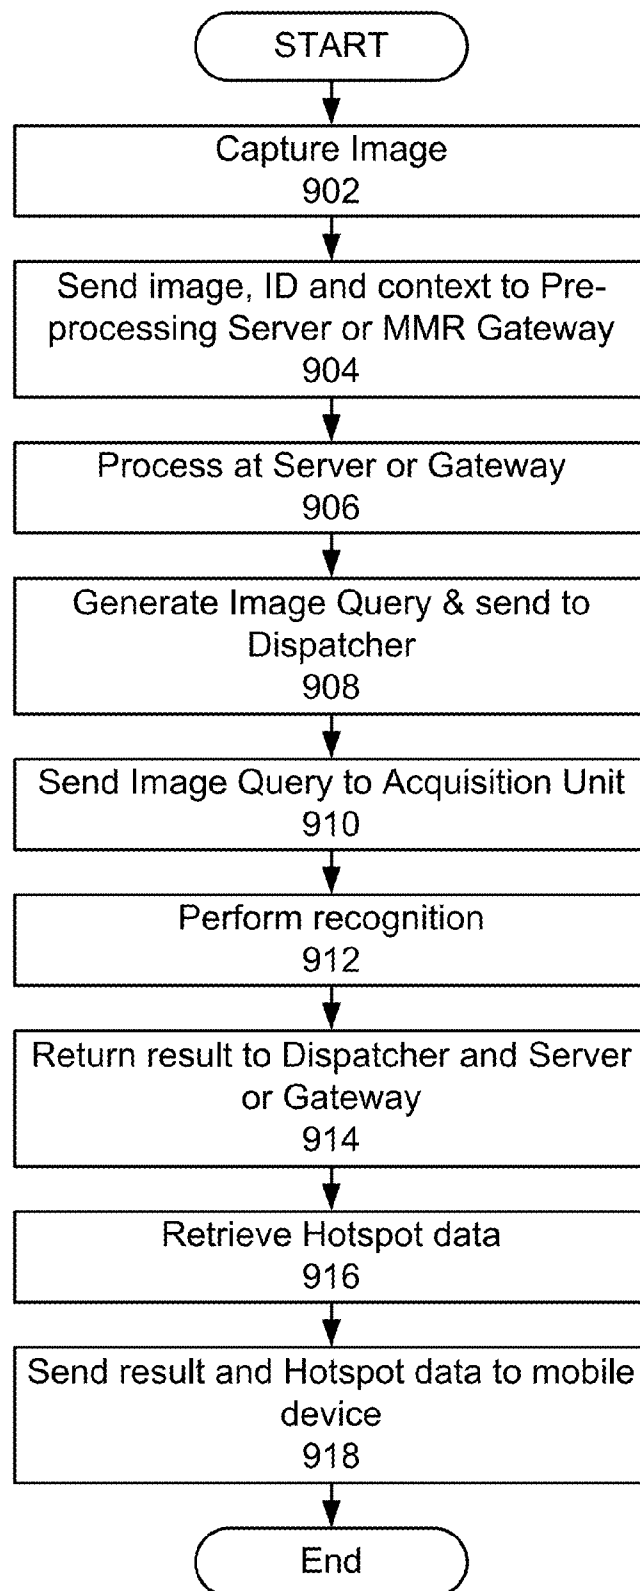 START
Capture Image
902
Send image, ID and context to Pre-
processing Server or MMR Gateway
904
Process at Server or Gateway
906
Generate Image Query & send to
Dispatcher
908
Send Image Query to Acquisition Unit
910
Perform recognition
912
Return result to Dispatcher and Server
or Gateway
914
Retrieve Hotspot data
916
Send result and Hotspot data to mobile
device
918
End